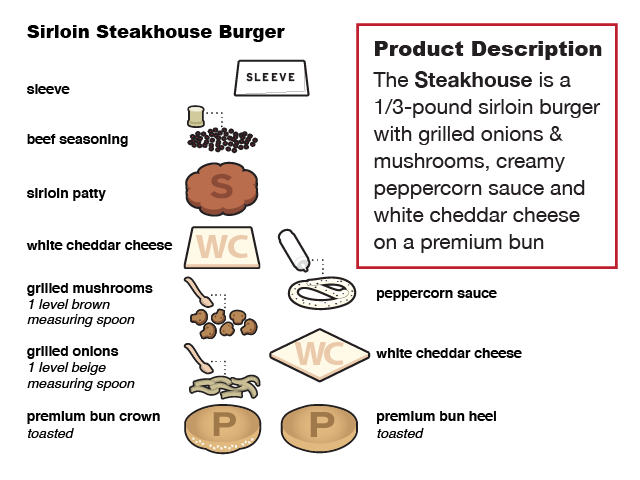 Sirloin Steakhouse Burger
sleeve
SLEEVE
beef seasoning
sirloin patty
S
white cheddar cheese
WC
grilled mushrooms
1 level brown
measuring spoon
grilled onions
1 level beige
measuring spoon
premium bun crown
toasted
P
Product Description
The Steakhouse is a
1/3-pound sirloin burger
with grilled onions &
mushrooms, creamy
peppercorn sauce and
white cheddar cheese
on a premium bun
peppercorn sauce
WC
white cheddar cheese
P
premium bun heel
toasted